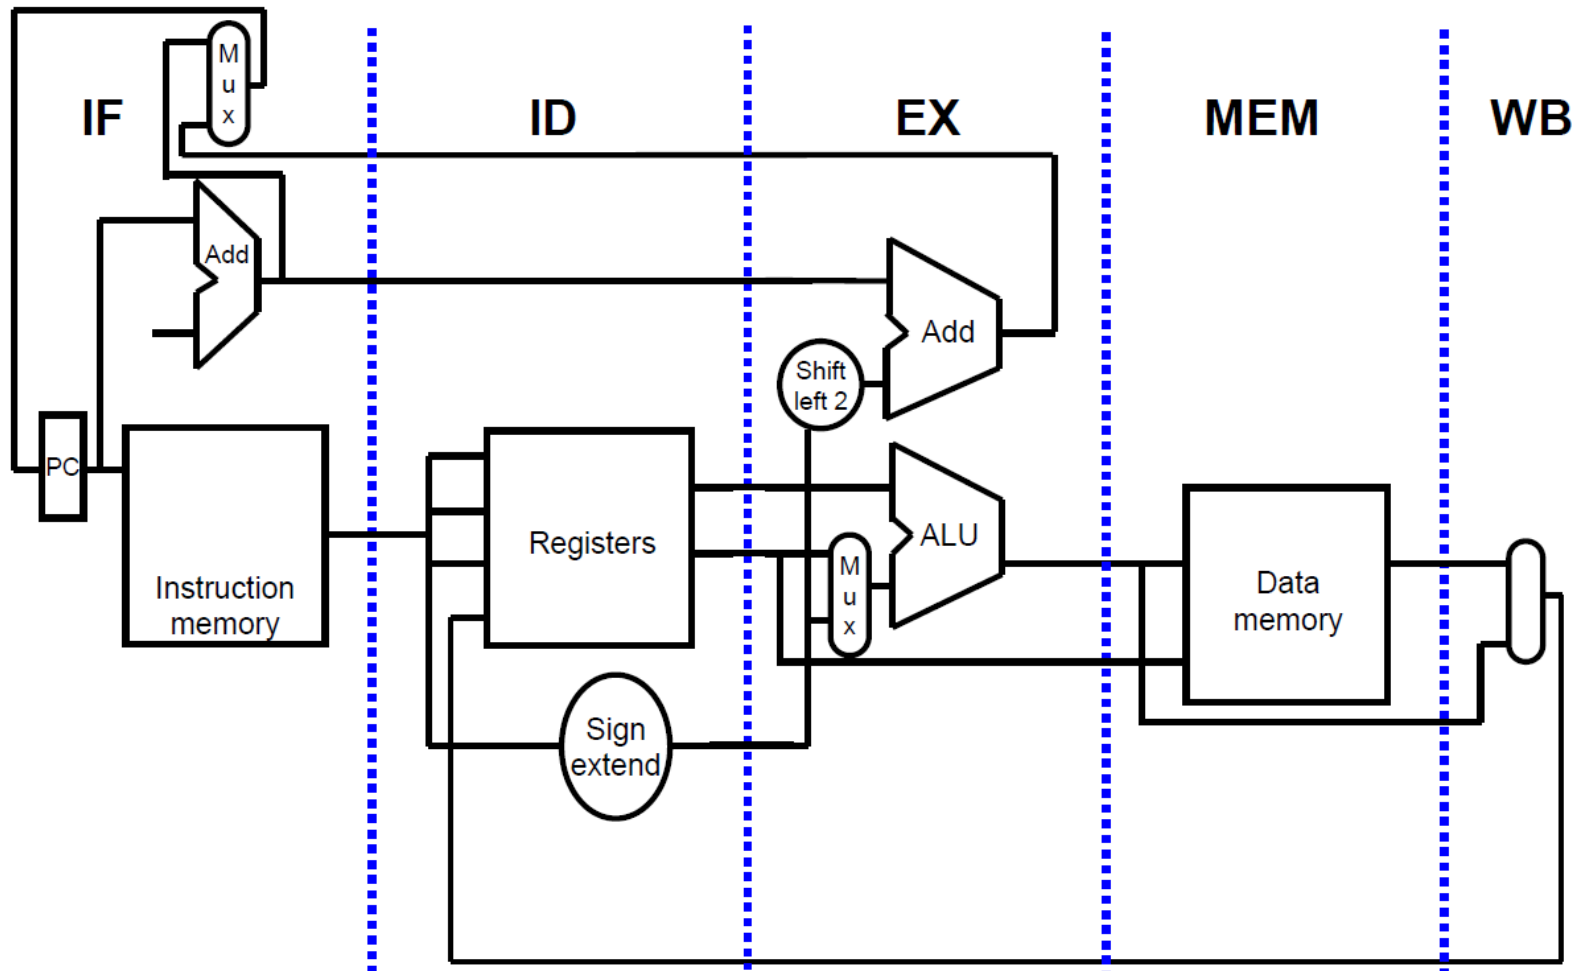 M
u
x
IF
ID
EX
MEM
WB
Add
Add
Shift
left 2
PC
Instruction
memory
Registers
ALU
M
u
x
Data
memory
Sign
extend